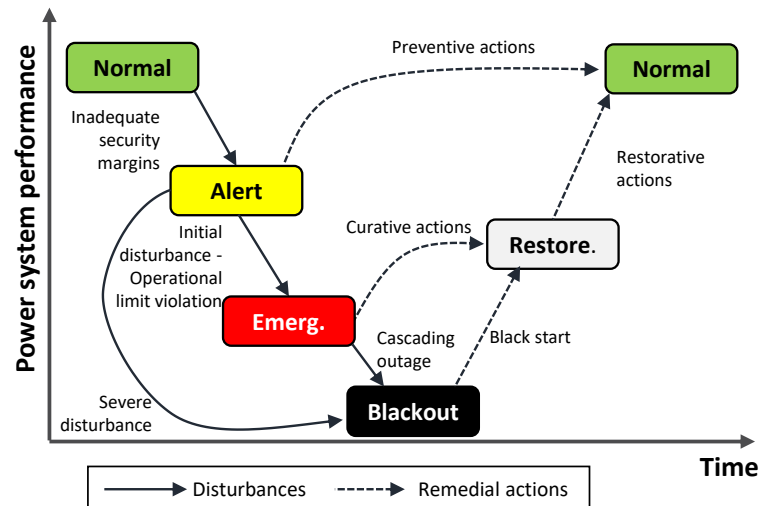 Power system performance
Normal
Preventive actions
Normal
Inadequate
security
margins
Alert
Restorative
actions
Initial
disturbance -
Operational
limit violation
Curative actions
Restore.
Emerg.
Cascading
outage
Black start
Severe
disturbance
Blackout
Time
Disturbances
Remedial actions